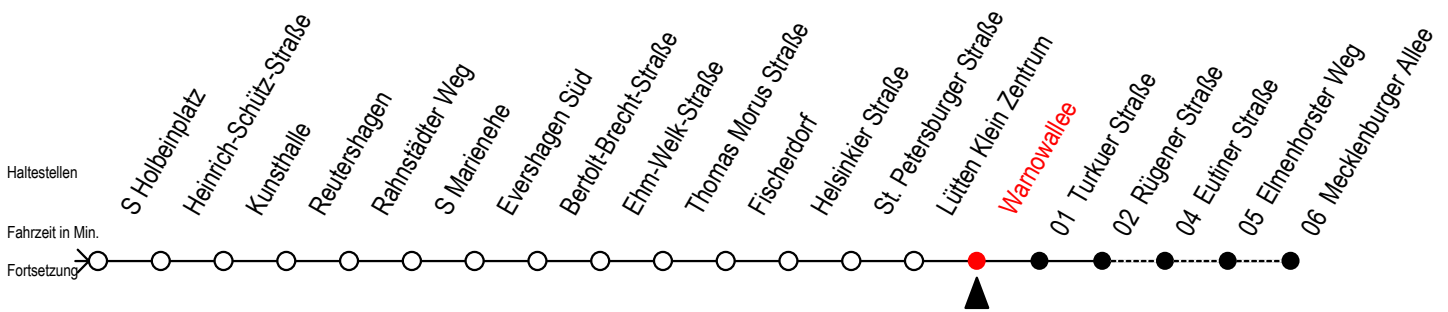 Haltestellen
Fahrzeit in Min.
Fortsetzung
S Holbeinplatz
Heinrich-Schütz-Straße
Kunsthalle
Reutershagen
Rahnstädter Weg
S Marienehe
Evershagen Süd
Bertolt-Brecht-Straße
Ehm-Welk-Straße
Thomas Morus Straße
Fischerdorf
Helsinkier Straße
St. Petersburger Straße
Lütten Klein Zentrum
Warnowallee
01 Turkuer Straße
02 Rügener Straße
04 Eutiner Straße
05 Elmenhorster Weg
06 Mecklenburger Allee